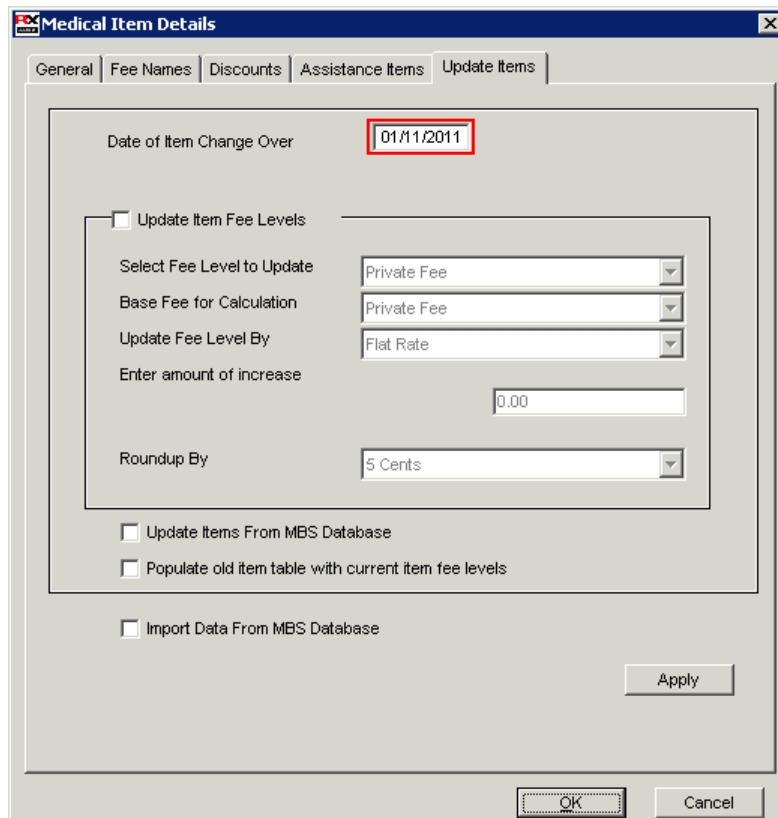 Medical Item Details
General Fee Names Discounts Assistance Items Update Items
Date of Item Change Over 01/11/2011
Update Item Fee Levels
Select Fee Level to Update Private Fee
Base Fee for Calculation Private Fee
Update Fee Level By Flat Rate
Enter amount of increase
0.00
Roundup By 5 Cents
Update Items From MBS Database
Populate old item table with current item fee levels
Import Data From MBS Database
Apply
OK Cancel